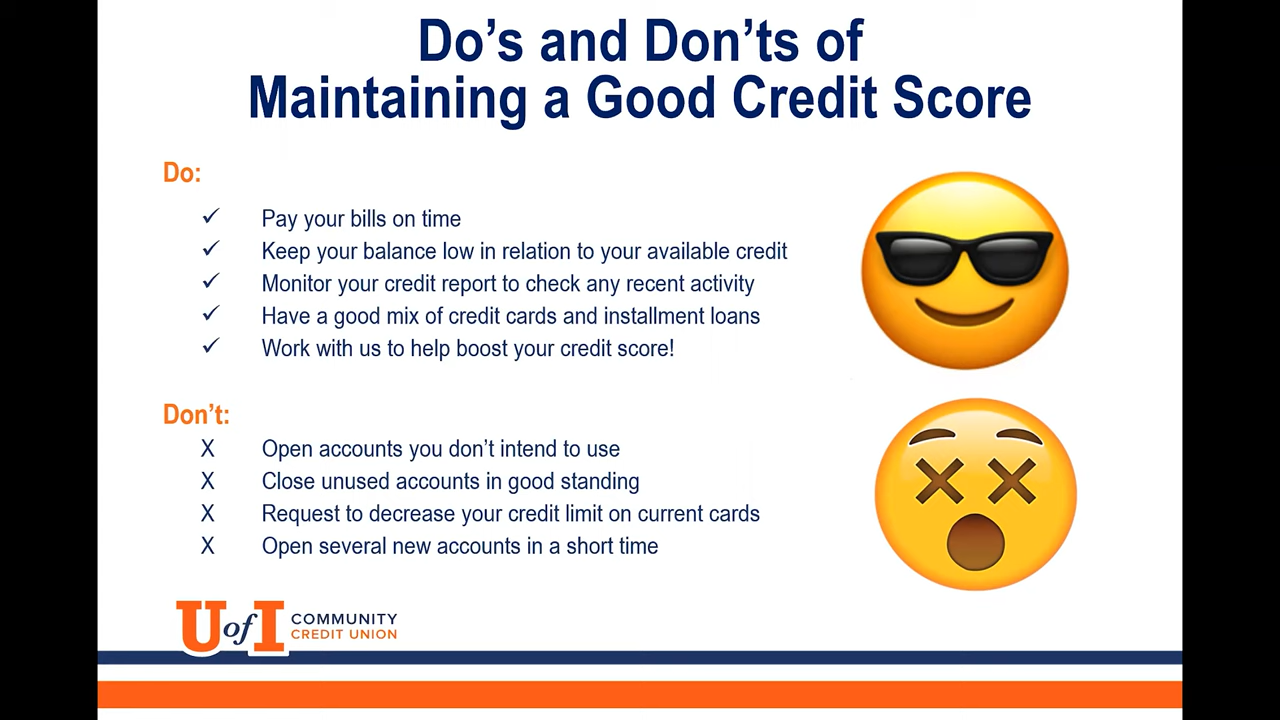 Do’s and Don’ts of
Maintaining a Good Credit Score
Do:
✓ Pay your bills on time
✓ Keep your balance low in relation to your available credit
✓ Monitor your credit report to check any recent activity
✓ Have a good mix of credit cards and installment loans
✓ Work with us to help boost your credit score!
Don’t:
X Open accounts you don’t intend to use
X Close unused accounts in good standing
X Request to decrease your credit limit on current cards
X Open several new accounts in a short time
U of I COMMUNITY
CREDIT UNION